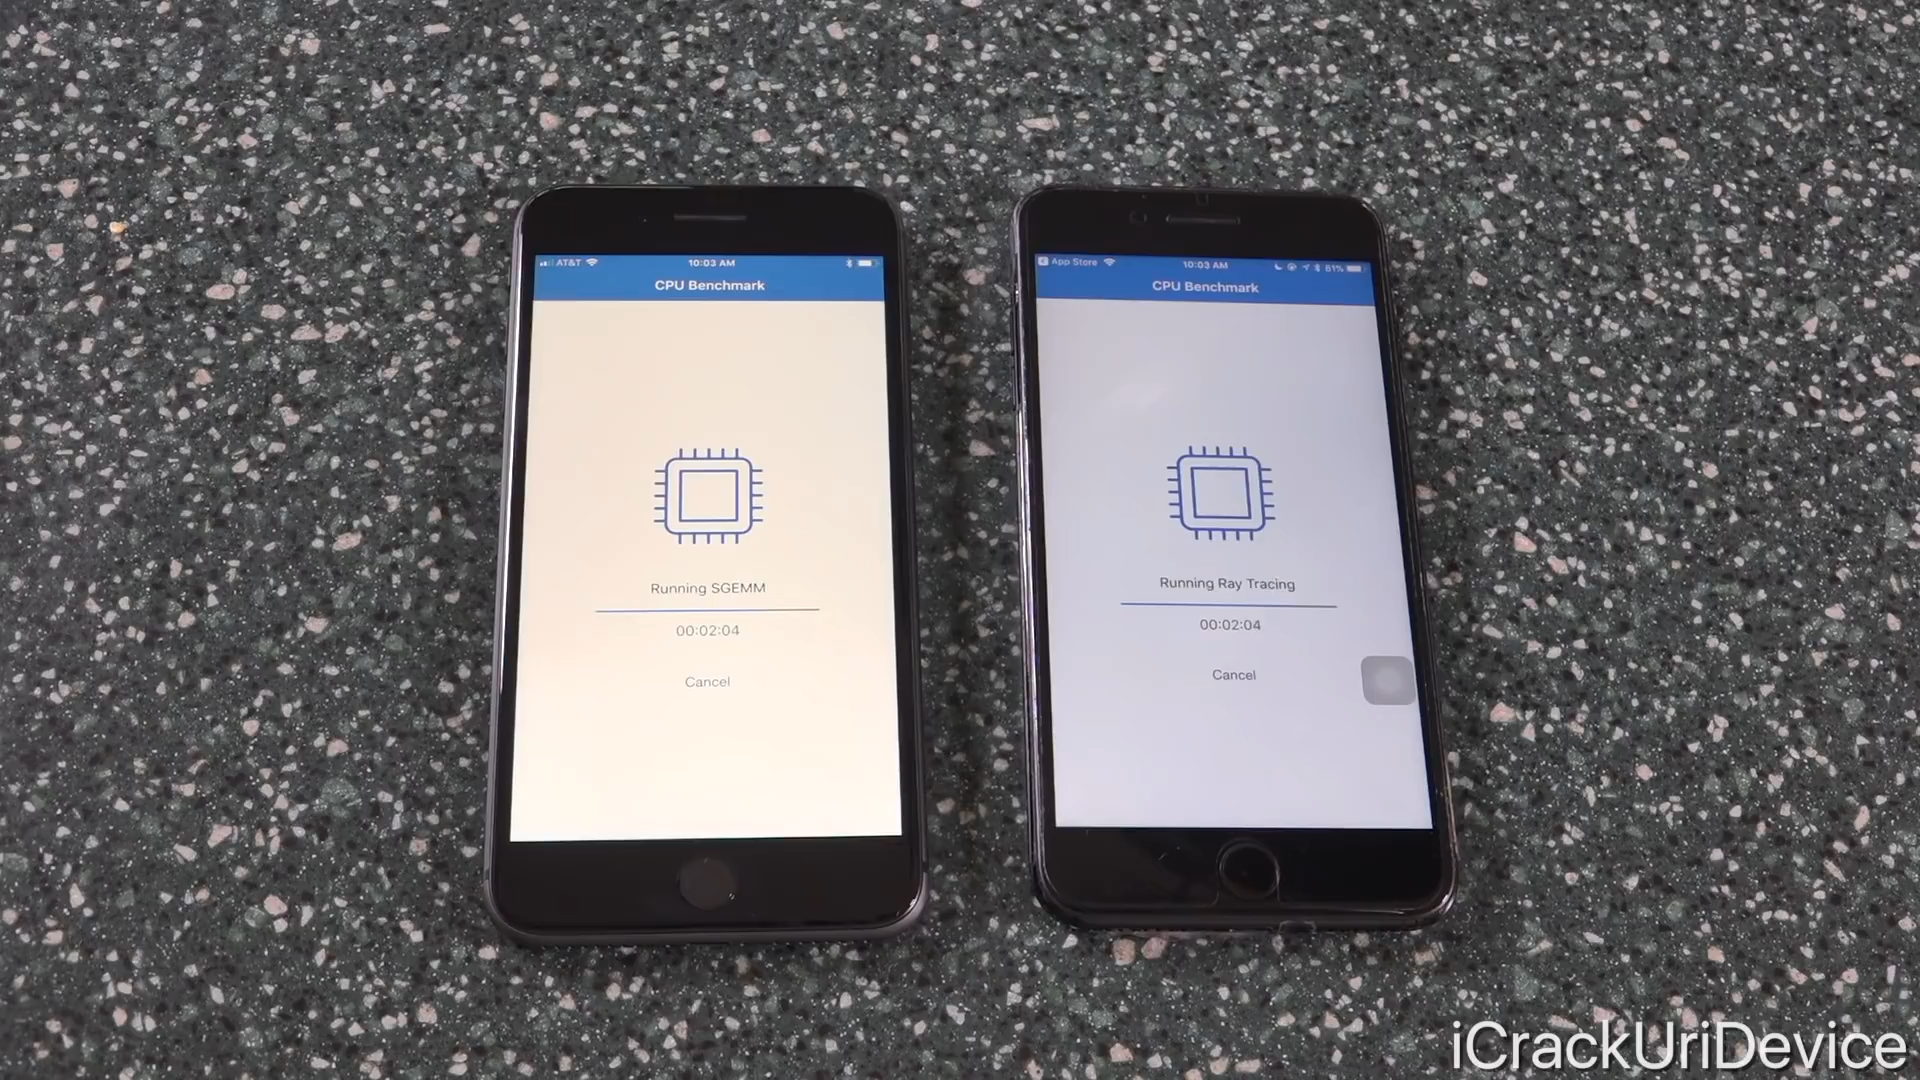 AT&T 10:03 AM
CPU Benchmark
Running SGEMM
00:02:04
Cancel
App Store 10:03 AM 81%
CPU Benchmark
Running Ray Tracing
00:02:04
Cancel
iCrackUriDevice